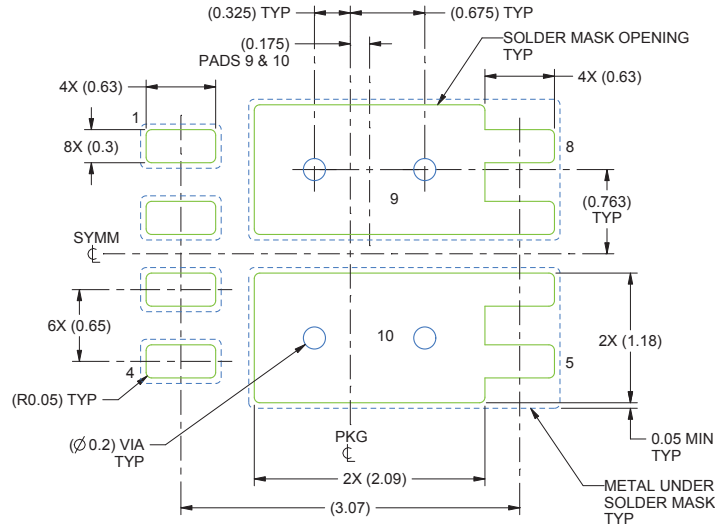 (0.325) TYP
(0.675) TYP
(0.175)
PADS 9 & 10
SOLDER MASK OPENING
TYP
4X (0.63)
4X (0.63)
1
8X (0.3)
8
9
(0.763)
TYP
SYMM
℄
6X (0.65)
10
2X (1.18)
4
5
(R0.05) TYP
(Ø 0.2) VIA
TYP
PKG
℄
0.05 MIN
TYP
2X (2.09)
(3.07)
METAL UNDER
SOLDER MASK
TYP